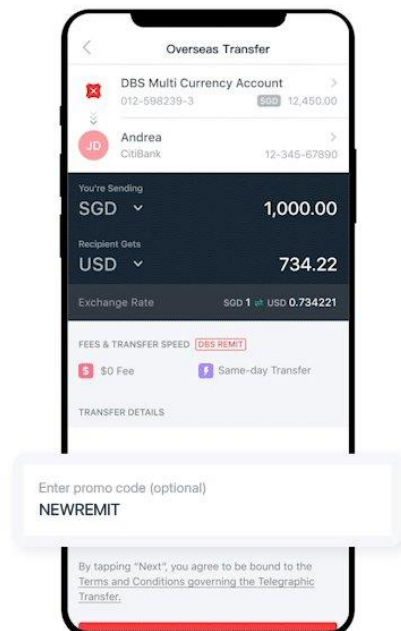 Overseas Transfer
DBS Multi Currency Account
012-598239-3 SGD 12,450.00
JD
Andrea
CitiBank 12-345-67890
You're Sending
SGD 1,000.00
Recipient Gets
USD 734.22
Exchange Rate SGD 1 ⇌ USD 0.734221
FEES & TRANSFER SPEED DBS REMIT
$ $0 Fee Same-day Transfer
TRANSFER DETAILS
Enter promo code (optional)
NEWREMIT
By tapping "Next", you agree to be bound to the
Terms and Conditions governing the Telegraphic
Transfer.